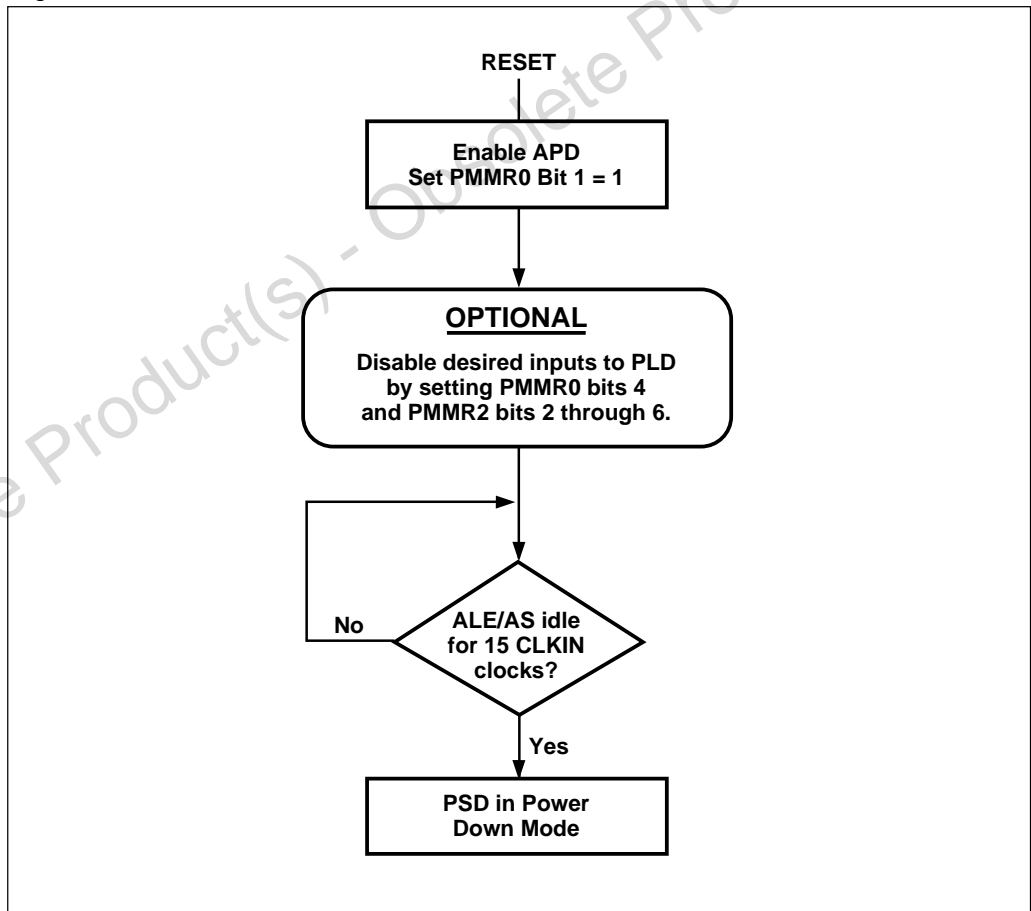 RESET
Enable APD
Set PMMR0 Bit 1 = 1
OPTIONAL
Disable desired inputs to PLD
by setting PMMR0 bits 4
and PMMR2 bits 2 through 6.
No
ALE/AS idle
for 15 CLKIN
clocks?
Yes
PSD in Power
Down Mode
Product(s) - Obsolete